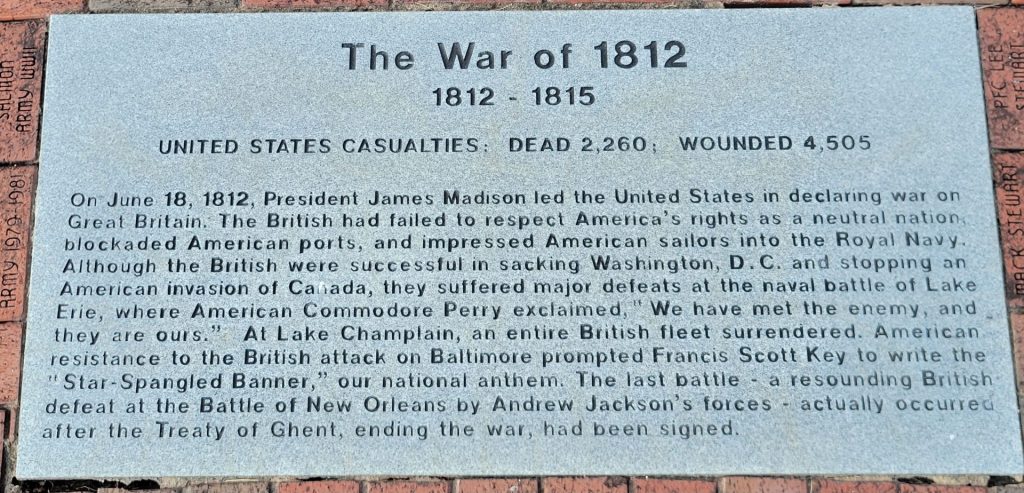 The War of 1812
1812 - 1815
UNITED STATES CASUALTIES: DEAD 2,260; WOUNDED 4,505
On June 18, 1812, President James Madison led the United States in declaring war on
Great Britain. The British had failed to respect America's rights as a neutral nation,
blockaded American ports, and impressed American sailors into the Royal Navy.
Although the British were successful in sacking Washington, D.C. and stopping an
American invasion of Canada, they suffered major defeats at the naval battle of Lake
Erie, where American Commodore Perry exclaimed, "We have met the enemy, and
they are ours." At Lake Champlain, an entire British fleet surrendered. American
resistance to the British attack on Baltimore prompted Francis Scott Key to write the
"Star-Spangled Banner," our national anthem. The last battle - a resounding British
defeat at the Battle of New Orleans by Andrew Jackson's forces - actually occurred
after the Treaty of Ghent, ending the war, had been signed.
SALMON
ARMY WWII
ARMY 1979-1981
PFC LEE
STEWART
STEWART